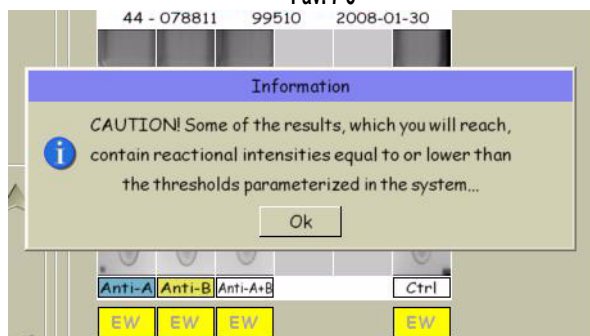 44 - 078811 99510 2008-01-30
Information
CAUTION! Some of the results, which you will reach,
contain reactional intensities equal to or lower than
the thresholds parameterized in the system...
Ok
Anti-A Anti-B Anti-A+B Ctrl
EW EW EW EW